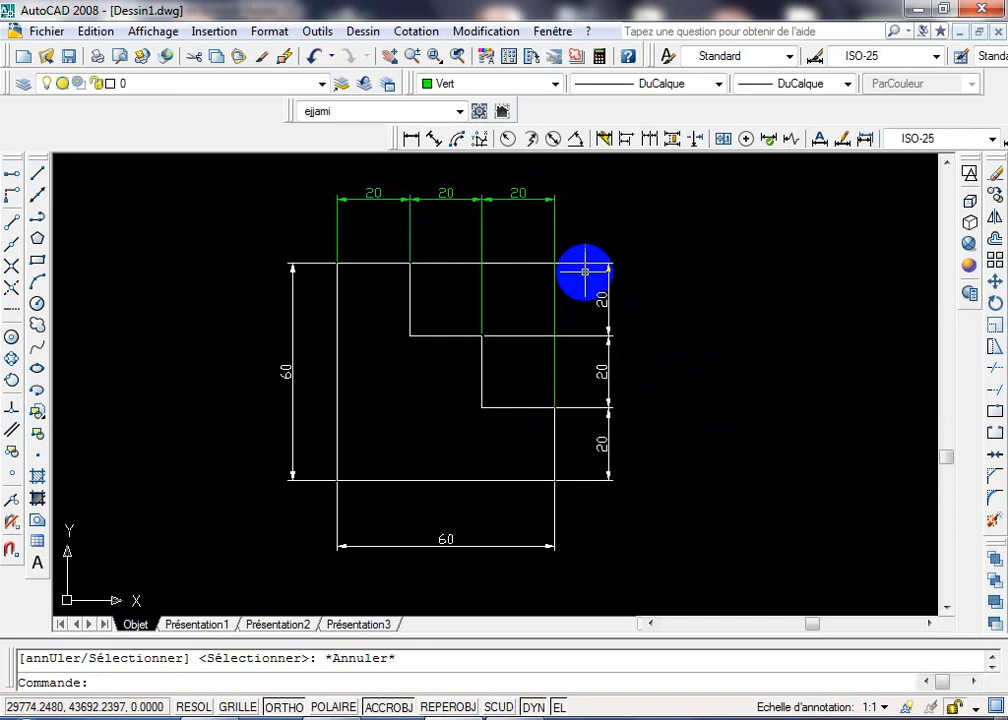 AutoCAD 2008 - [Dessin1.dwg]
Fichier Edition Affichage Insertion Format Outils Dessin Cotation Modification Fenêtre ? Tapez une question pour obtenir de l'aide
Standard ISO-25 Standa
0 Vert DuCalque DuCalque ParCouleur
ejjami
ISO-25
20 20 20
20
60 20
20
60
Y
X
A
Objet Présentation1 Présentation2 Présentation3
[annUler/Sélectionner] <Sélectionner>: *Annuler*
Commande:
29774.2480, 43692.2397, 0.0000 RESOL GRILLE ORTHO POLAIRE ACCROBJ REPEROBJ SCUD DYN EL Echelle d'annotation: 1:1